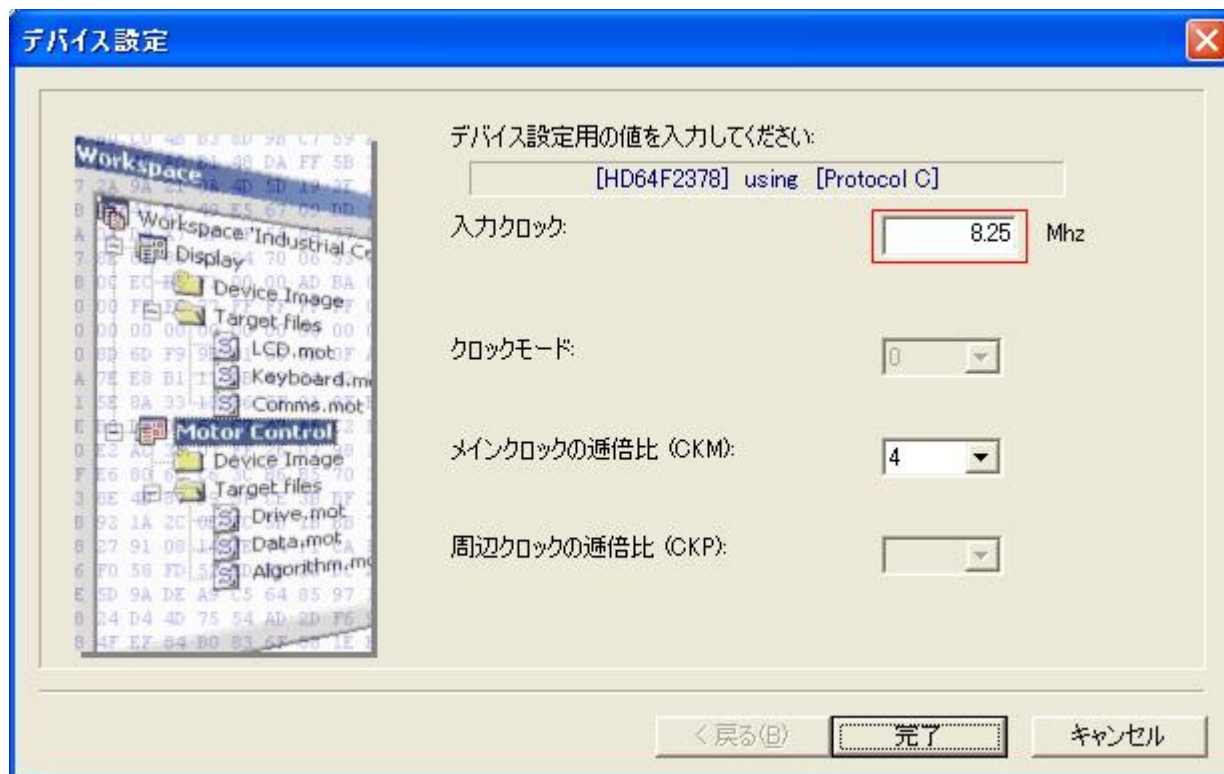 デバイス設定
デバイス設定用の値を入力してください:
[HD64F2378] using [Protocol C]
入力クロック:
8.25 Mhz
クロックモード:
0
メインクロックの逓倍比 (CKM):
4
周辺クロックの逓倍比 (CKP):
Workspace
Workspace 'Industrial Co
Display
Device Image
Target files
LCD.mot
Keyboard.mo
Comms.mot
Motor Control
Device Image
Target files
Drive.mot
Data.mot
Algorithm.mo
< 戻る(B)
完了
キャンセル